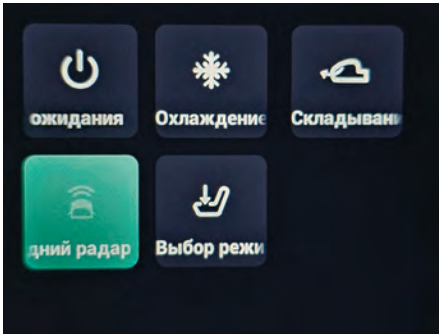 ожидания
Охлаждение
Складывани
дний радар
Выбор режи